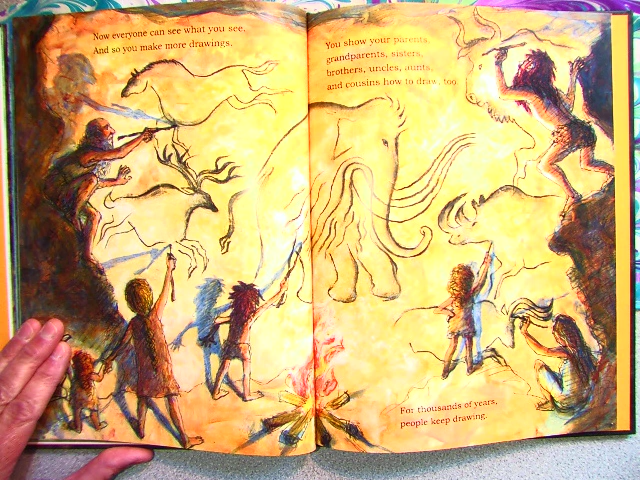 Now everyone can see what you see.
And so you make more drawings.
You show your parents,
grandparents, sisters,
brothers, uncles, aunts,
and cousins how to draw, too.
For thousands of years,
people keep drawing.